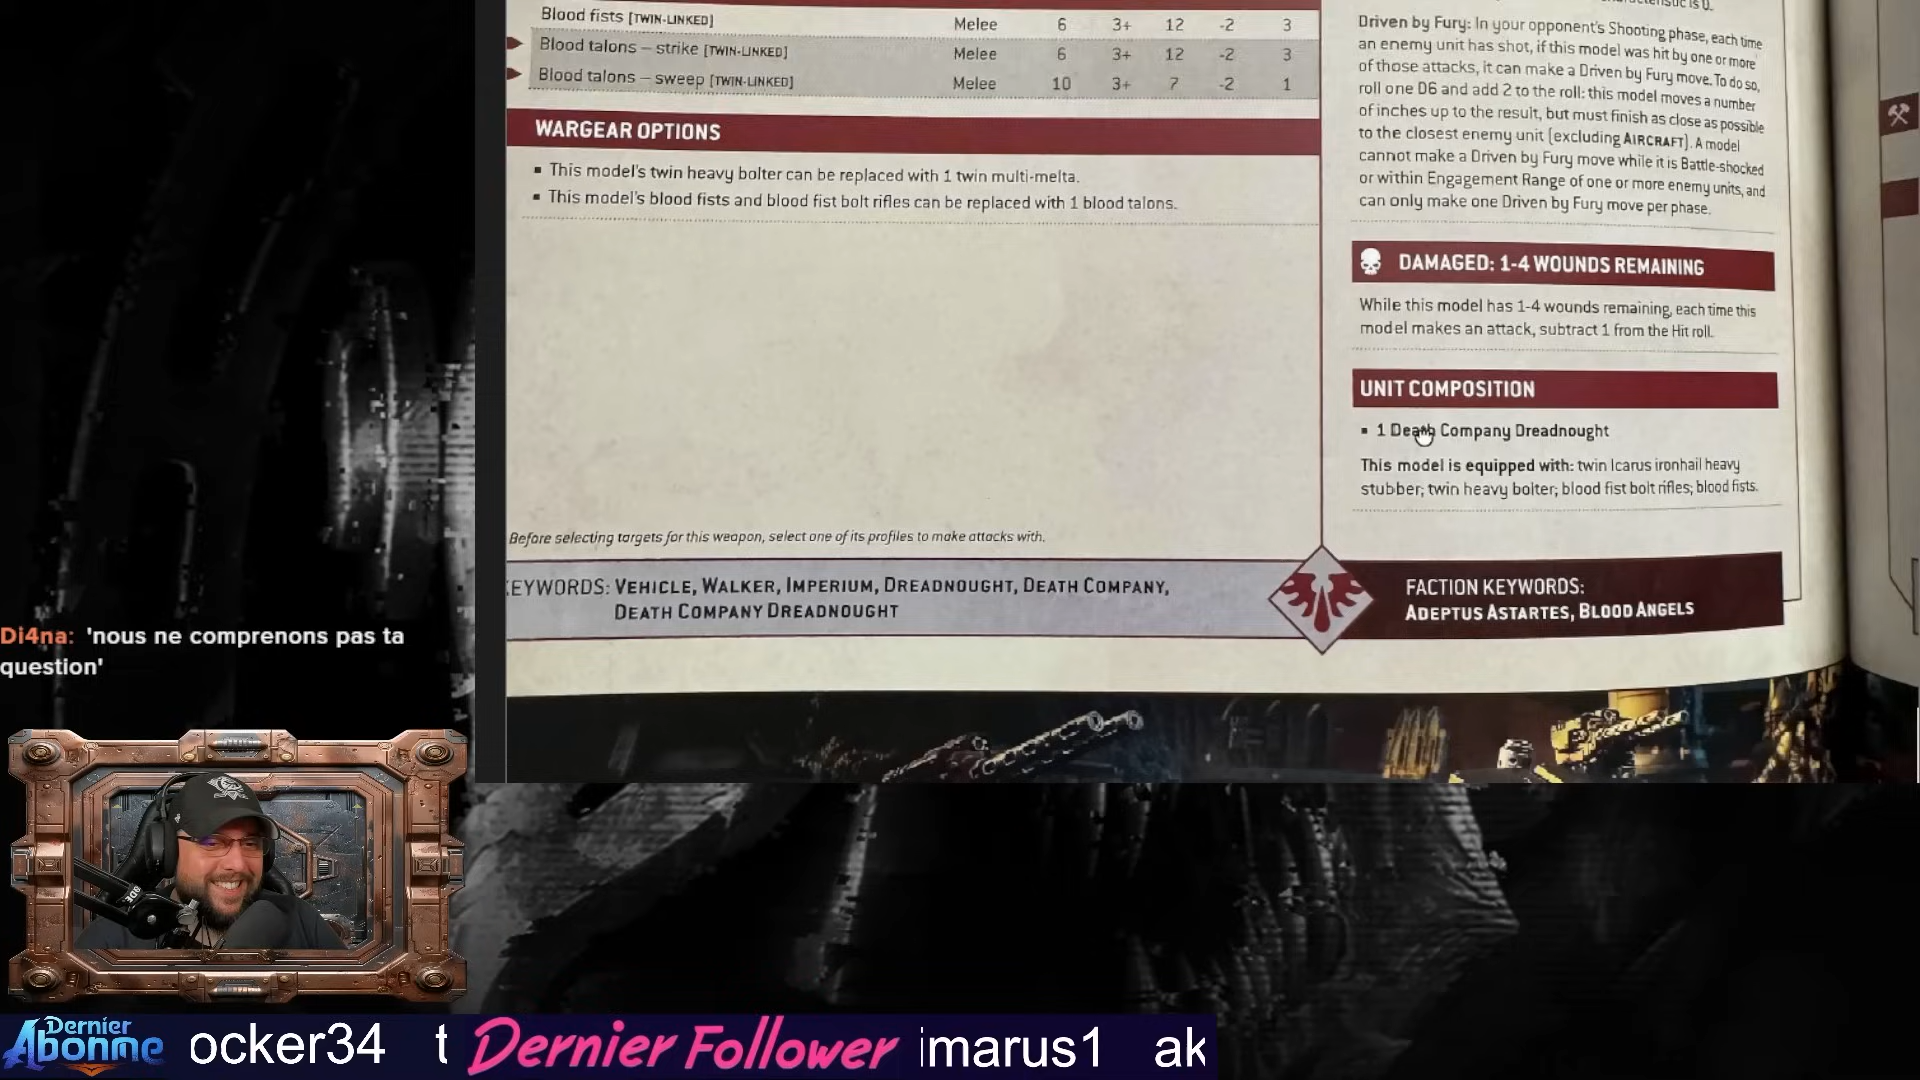 Blood fists [TWIN-LINKED] Melee 6 3+ 12 -2 3
Blood talons – strike [TWIN-LINKED] Melee 6 3+ 12 -2 3
Blood talons – sweep [TWIN-LINKED] Melee 10 3+ 7 -2 1
WARGEAR OPTIONS
▪ This model's twin heavy bolter can be replaced with 1 twin multi-melta.
▪ This model's blood fists and blood fist bolt rifles can be replaced with 1 blood talons.
Before selecting targets for this weapon, select one of its profiles to make attacks with.
EYWORDS: VEHICLE, WALKER, IMPERIUM, DREADNOUGHT, DEATH COMPANY,
DEATH COMPANY DREADNOUGHT
is 0.
Driven by Fury: In your opponent's Shooting phase, each time
an enemy unit has shot, if this model was hit by one or more
of those attacks, it can make a Driven by Fury move. To do so,
roll one D6 and add 2 to the roll: this model moves a number
of inches up to the result, but must finish as close as possible
to the closest enemy unit (excluding AIRCRAFT). A model
cannot make a Driven by Fury move while it is Battle-shocked
or within Engagement Range of one or more enemy units, and
can only make one Driven by Fury move per phase.
DAMAGED: 1-4 WOUNDS REMAINING
While this model has 1-4 wounds remaining, each time this
model makes an attack, subtract 1 from the Hit roll.
UNIT COMPOSITION
▪ 1 Death Company Dreadnought
This model is equipped with: twin Icarus ironhail heavy
stubber; twin heavy bolter; blood fist bolt rifles; blood fists.
FACTION KEYWORDS:
ADEPTUS ASTARTES, BLOOD ANGELS
Di4na: 'nous ne comprenons pas ta
question'
Dernier
Abonné ocker34 t Dernier Follower imarus1 ak